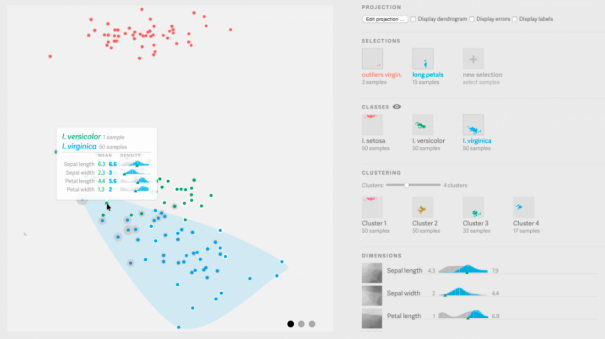 PROJECTION
Edit projection ... Display dendrogram Display errors Display labels
SELECTIONS
outliers virgin. long petals new selection
2 samples 15 samples select samples
CLASSES
I. setosa I. versicolor I. virginica
50 samples 50 samples 50 samples
CLUSTERING
Clusters: 4 clusters
Cluster 1 Cluster 2 Cluster 3 Cluster 4
50 samples 50 samples 33 samples 17 samples
DIMENSIONS
Sepal length 4.3 7.9
Sepal width 2 4.4
Petal length 1 6.9
I. versicolor 1 sample
I. virginica 50 samples
Sepal length 6.3 6.6
Sepal width 2.3 3
Petal length 4.4 5.6
Petal width 1.3 2